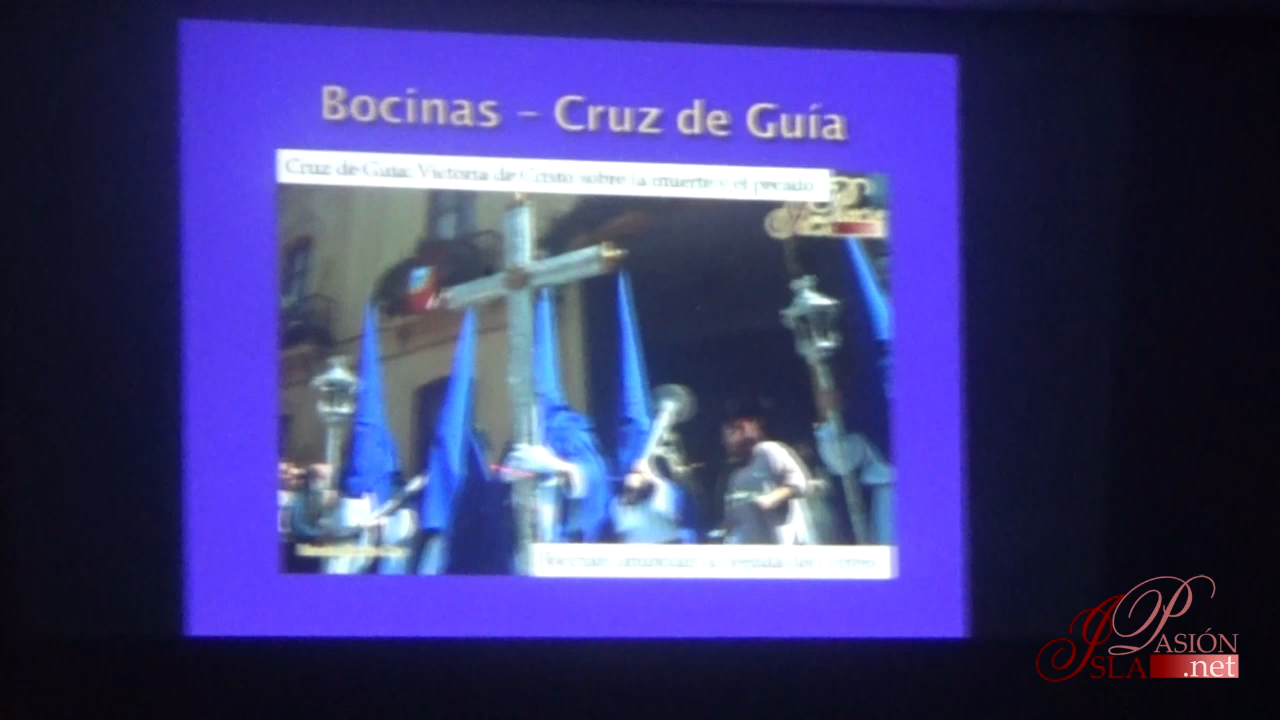 Bocinas – Cruz de Guía
Cruz de Guía: Victoria de Cristo sobre la muerte y el pecado
PASIÓN
ISLA .net